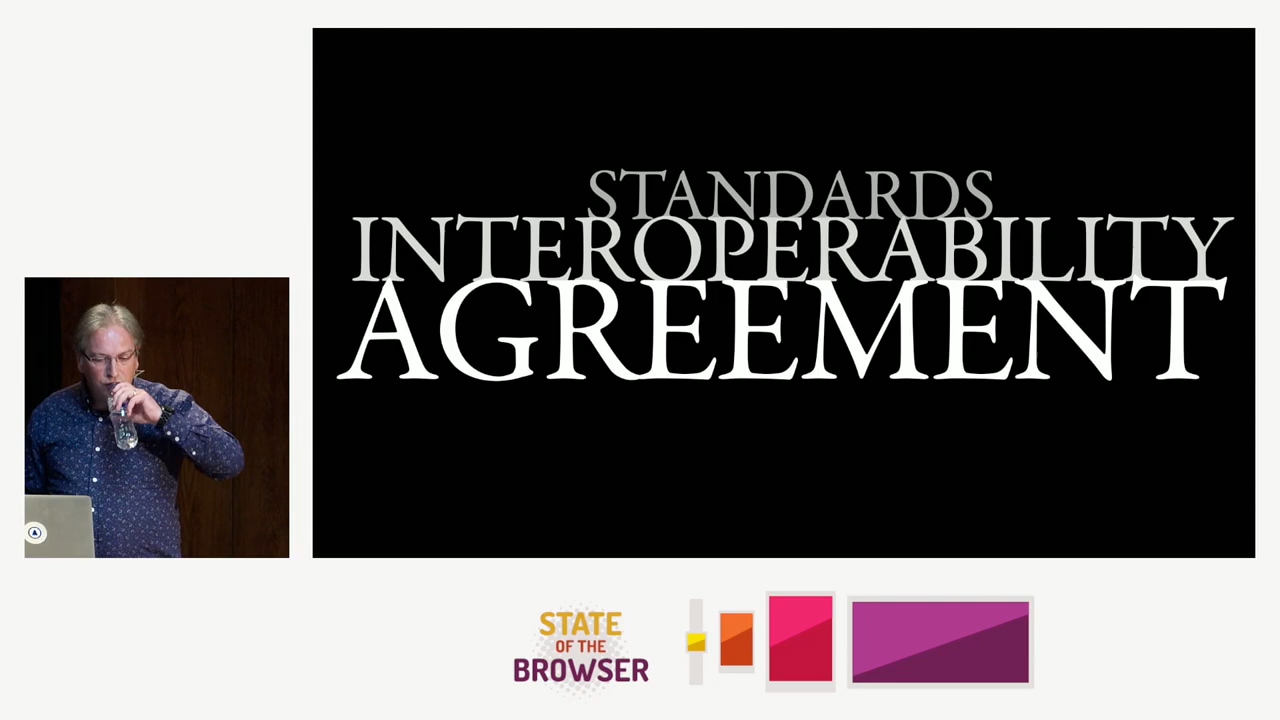 STANDARDS
INTEROPERABILITY
AGREEMENT
STATE
OF THE
BROWSER